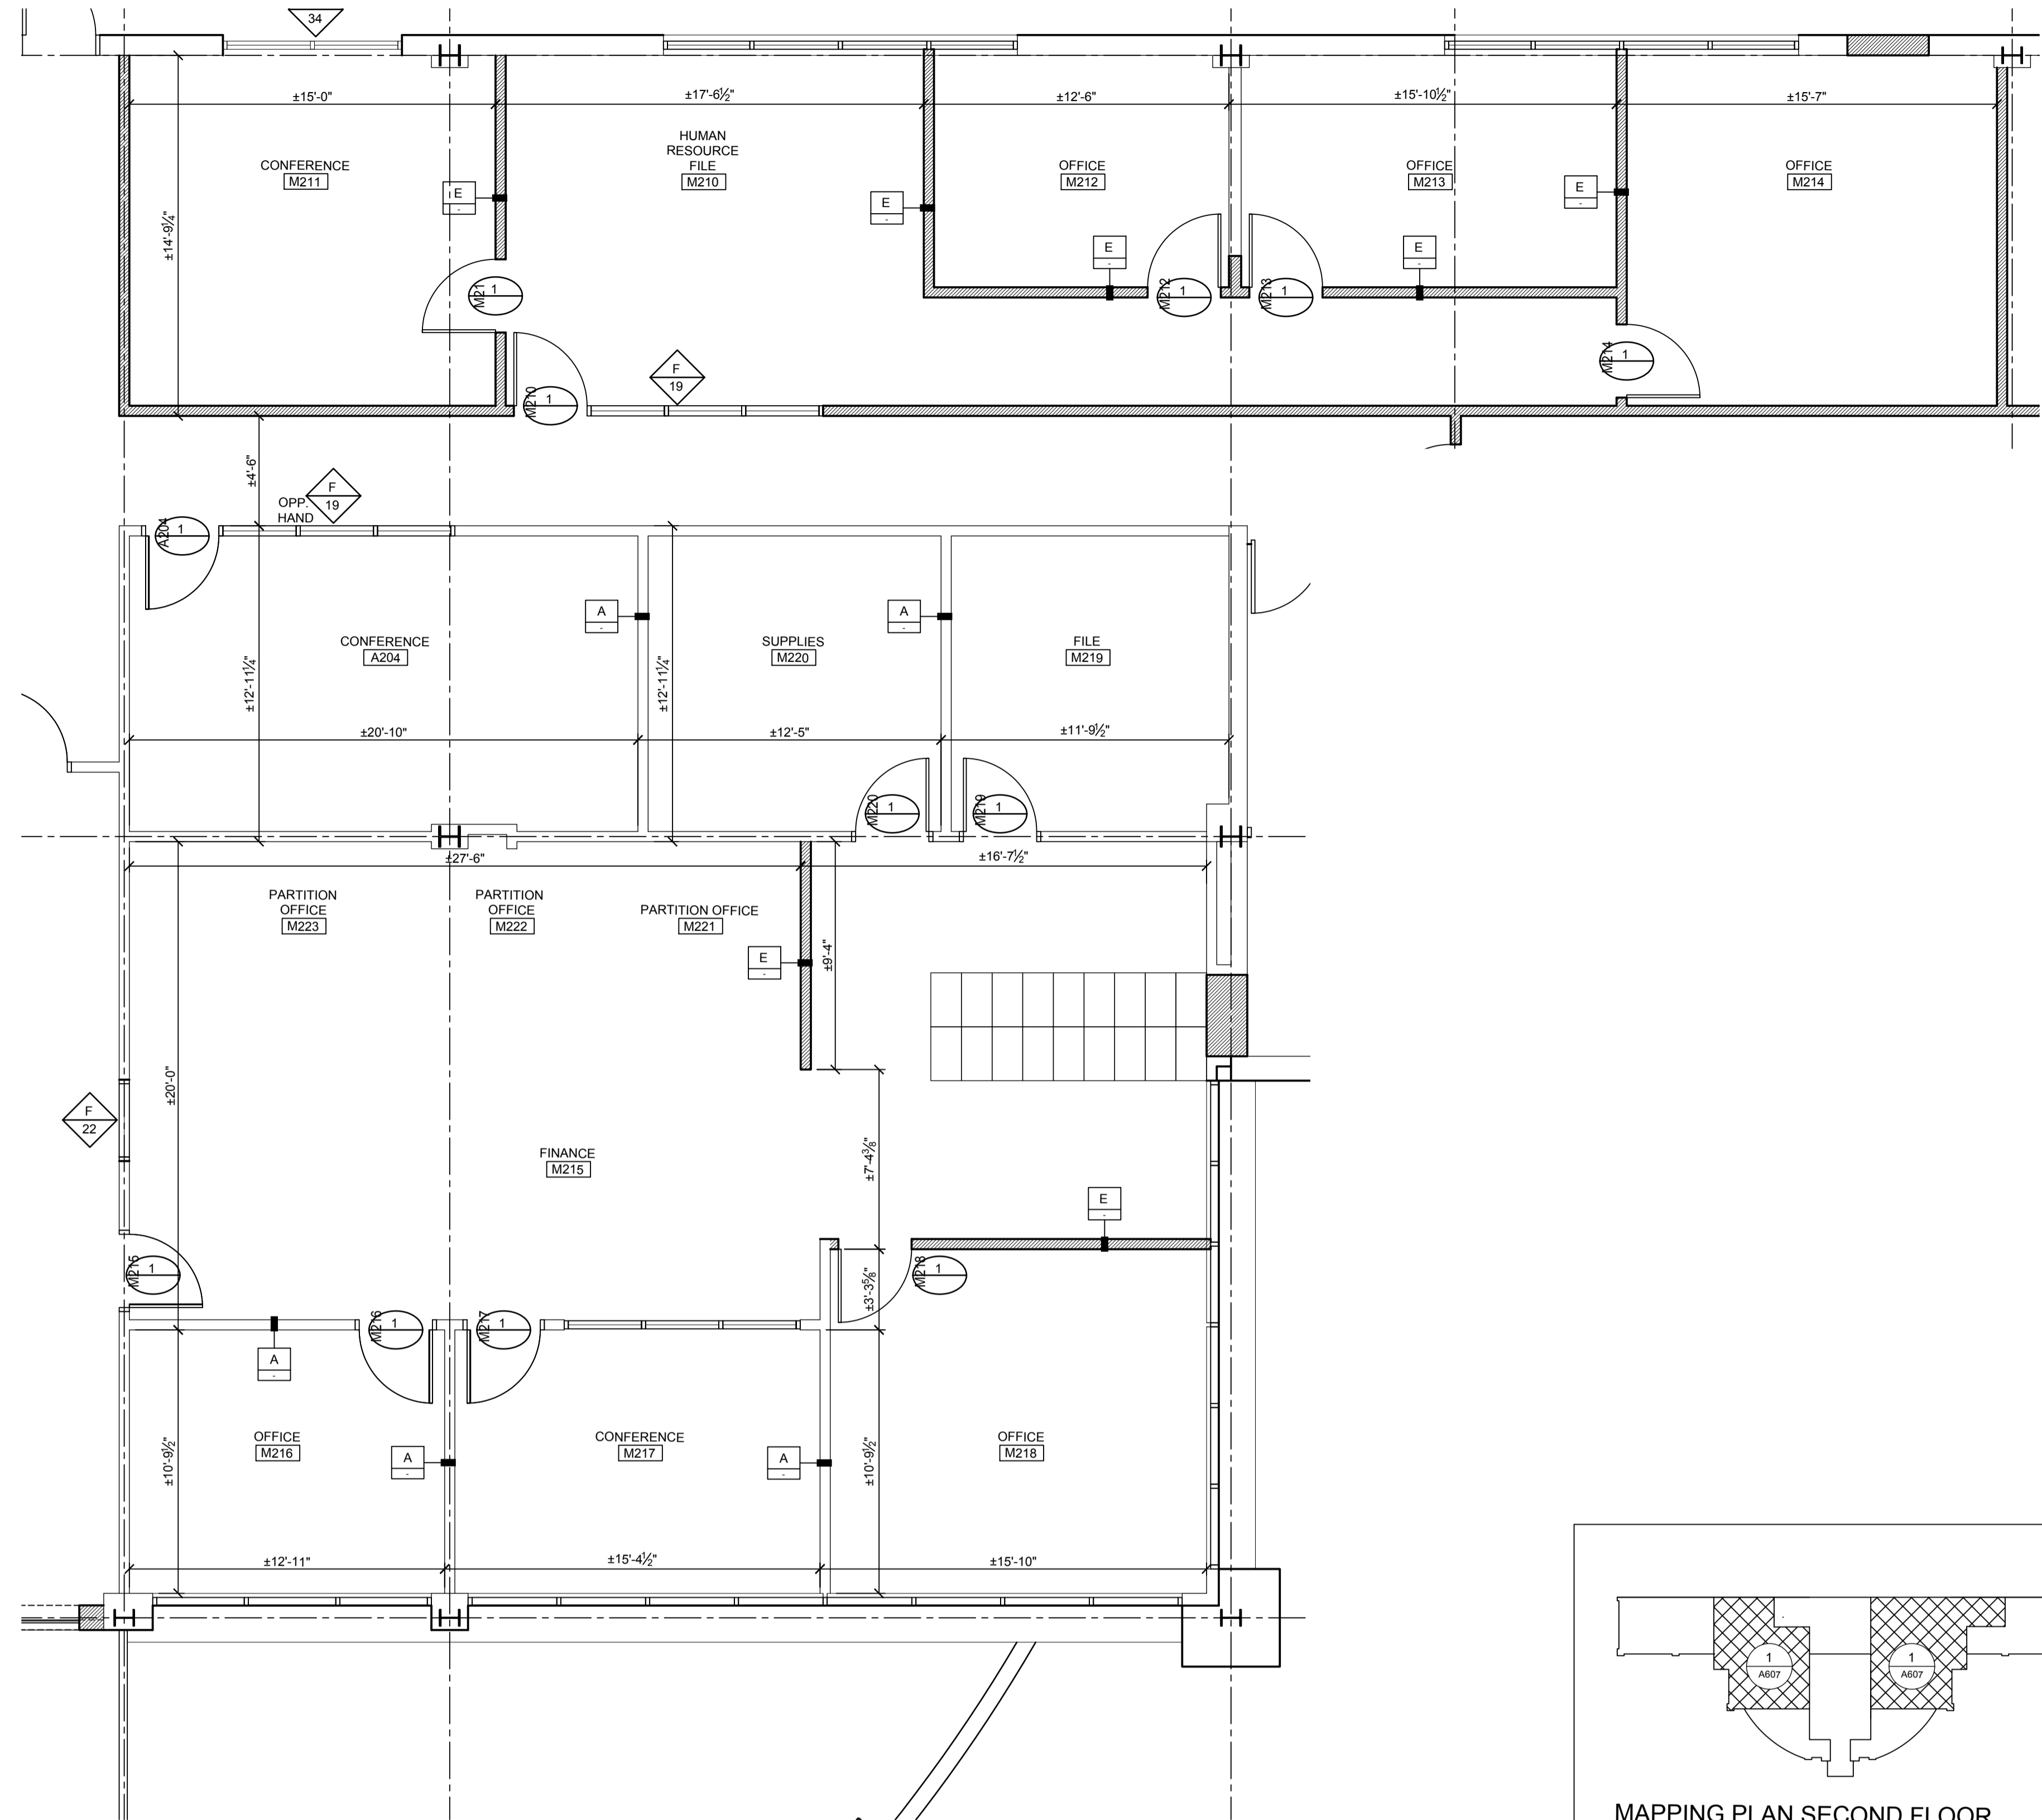 34
±15'-0"
±17'-6½"
±12'-6"
±15'-10½"
±15'-7"
HUMAN
RESOURCE
FILE
M210
CONFERENCE
M211
OFFICE
M212
OFFICE
M213
OFFICE
M214
E
-
E
-
E
-
E
-
E
-
±14'-9¼"
1
M21
1
M212
1
M213
1
M214
1
M210
F
19
±4'-6"
OPP.
HAND
F
19
1
A204
A
-
A
-
CONFERENCE
A204
SUPPLIES
M220
FILE
M219
±12'-11¼"
±12'-11¼"
±20'-10"
±12'-5"
±11'-9½"
1
M220
1
M219
±27'-6"
±16'-7½"
PARTITION
OFFICE
M223
PARTITION
OFFICE
M222
PARTITION OFFICE
M221
E
-
±9'-4"
±20'-0"
F
22
FINANCE
M215
±7'-4⅜"
E
-
1
M215
1
M218
±3'-3⅝"
1
M216
1
M217
A
-
OFFICE
M216
CONFERENCE
M217
OFFICE
M218
A
-
A
-
±10'-9½"
±10'-9½"
±12'-11"
±15'-4½"
±15'-10"
1
A607
1
A607
MAPPING PLAN SECOND FLOOR